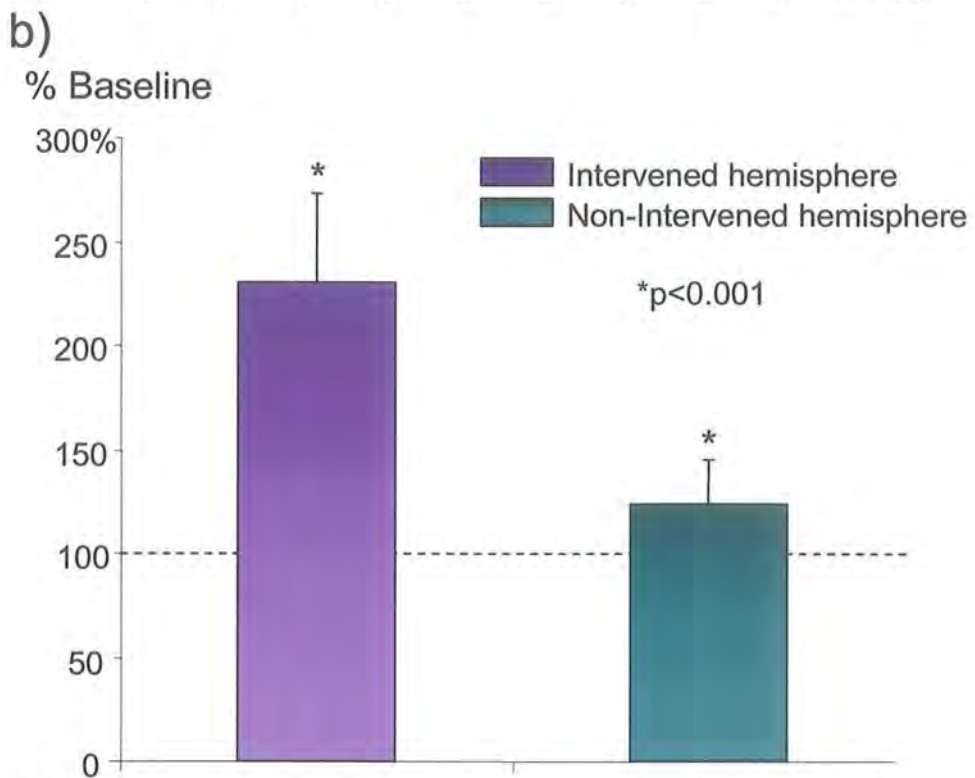 b)
% Baseline
300%
250
200
150
100
50
0
*
*
Intervened hemisphere
Non-Intervened hemisphere
*p<0.001